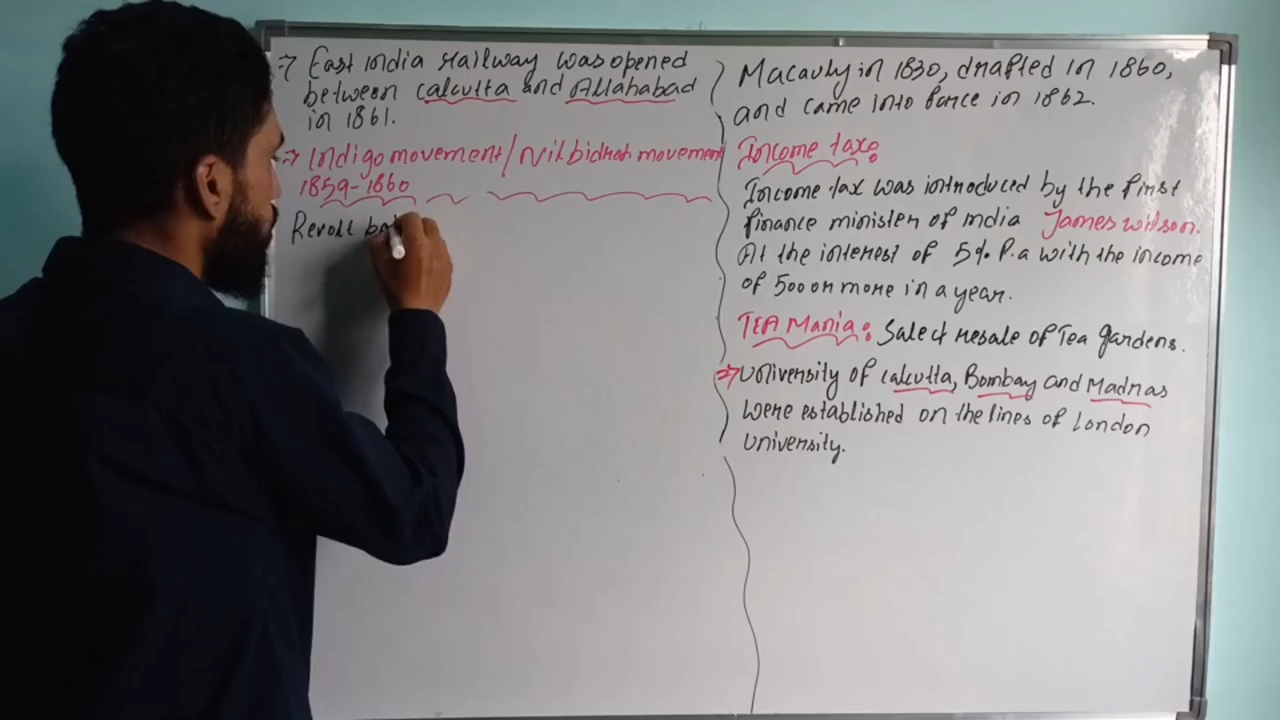 ⇒ East india railway was opened
between calcutta and Allahabad
in 1861.
⇒ Indigo movement/Nil bidroh movement
1859-1860
Revolt
Macauly in 1830, drafted in 1860,
and came into force in 1862.
Income tax:
Income tax was introduced by the first
finance minister of india James wilson.
At the interest of 5% P.a with the income
of 500 or more in a year.
TEA Mania: Sale & resale of Tea gardens.
⇒ University of calcutta, Bombay and Madras
were established on the lines of London
University.